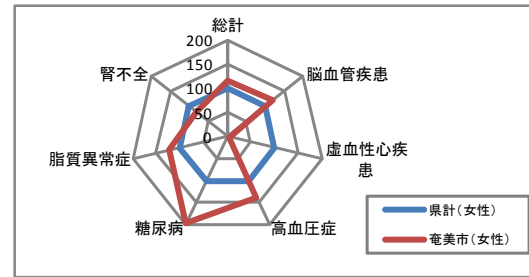 総計
200
150
100
50
0
脳血管疾患
虚血性心疾
患
高血圧症
糖尿病
脂質異常症
腎不全
県計(女性)
奄美市(女性)